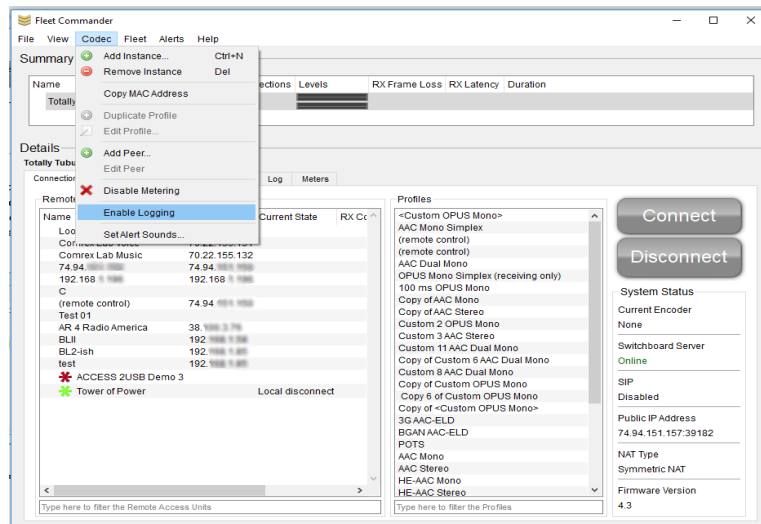 Fleet Commander
File View Codec Fleet Alerts Help
Summary
Add Instance... Ctrl+N
Remove Instance Del
Copy MAC Address
Duplicate Profile
Edit Profile...
Add Peer...
Edit Peer
Disable Metering
Enable Logging
Set Alert Sounds...
Name ections Levels RX Frame Loss RX Latency Duration
Totally
Details
Totally Tubu
Connection Log Meters
Remote
Name Current State RX Co
Loo
Comrex Lab Voice 70.22.155.131
Comrex Lab Music 70.22.155.132
74.94. 74.94.
192.168 192.168
C
(remote control) 74.94
Test 01
AR 4 Radio America 38.
BLII 192.
BL2-ish 192.
test 192.
ACCESS 2USB Demo 3
Tower of Power Local disconnect
Type here to filter the Remote Access Units
Profiles
<Custom OPUS Mono>
AAC Mono Simplex
(remote control)
(remote control)
AAC Dual Mono
OPUS Mono Simplex (receiving only)
100 ms OPUS Mono
Copy of AAC Mono
Copy of AAC Stereo
Custom 2 OPUS Mono
Custom 3 AAC Stereo
Custom 11 AAC Dual Mono
Copy of Custom 6 AAC Dual Mono
Custom 8 AAC Dual Mono
Copy of Custom OPUS Mono
Copy 6 of Custom OPUS Mono
Copy of <Custom OPUS Mono>
3G AAC-ELD
BGAN AAC-ELD
POTS
AAC Mono
AAC Stereo
HE-AAC Mono
HE-AAC Stereo
Type here to filter the Profiles
Connect
Disconnect
System Status
Current Encoder
None
Switchboard Server
Online
SIP
Disabled
Public IP Address
74.94.151.157:39182
NAT Type
Symmetric NAT
Firmware Version
4.3